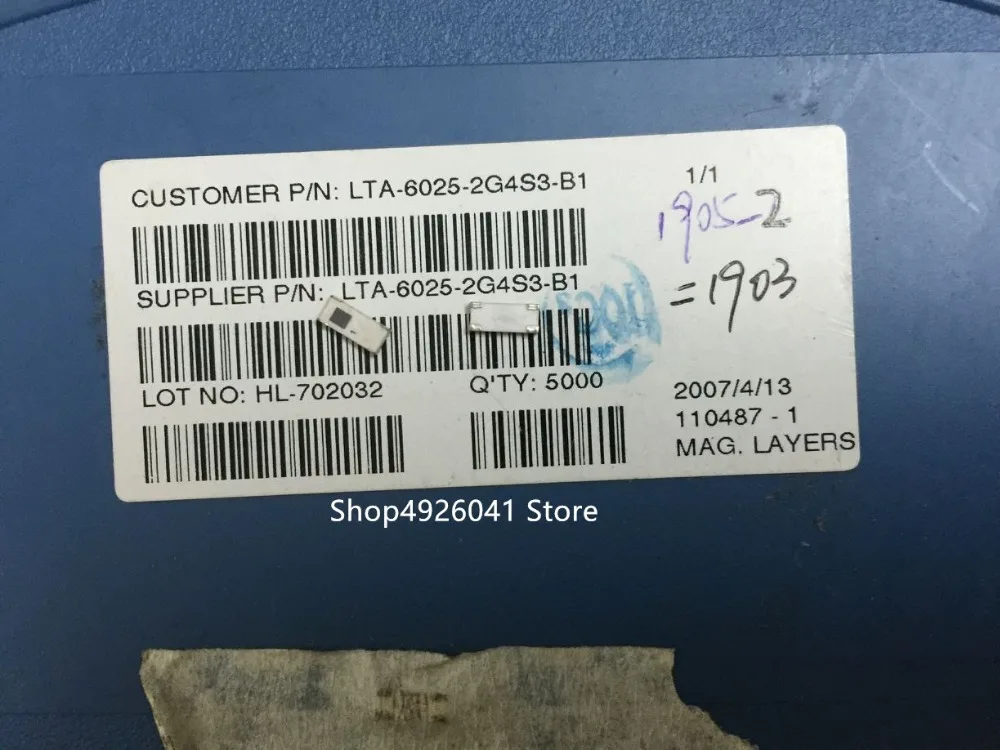 CUSTOMER P/N: LTA-6025-2G4S3-B1
1/1
1905-2
SUPPLIER P/N: LTA-6025-2G4S3-B1
=1903
LOT NO: HL-702032
Q'TY: 5000
2007/4/13
110487 - 1
MAG. LAYERS
Shop4926041 Store